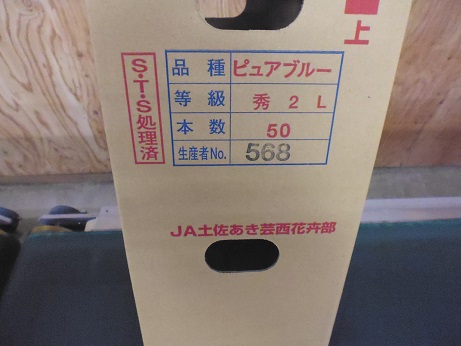 上
S・T・S処理済
品種 ピュアブルー
等級 秀 2 L
本数 50
生産者No. 568
JA土佐あき芸西花卉部